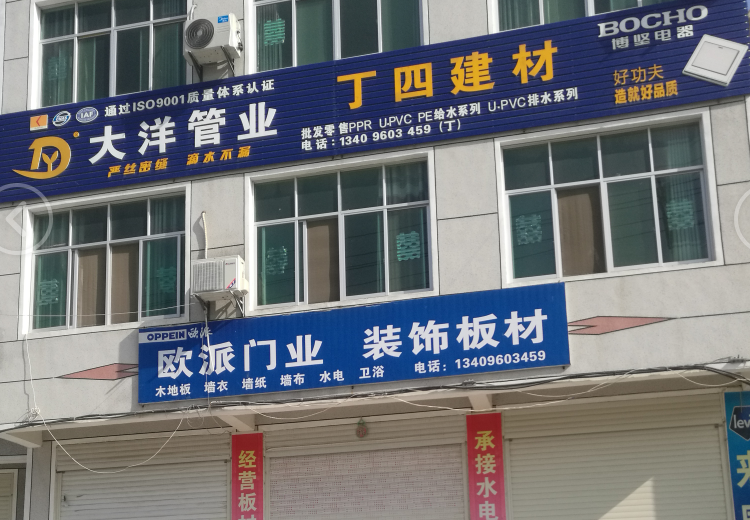 通过ISO9001质量体系认证
IAF
大洋管业
严丝密缝 滴水不漏
丁四建材
批发零售PPR U-PVC PE给水系列 U-PVC排水系列
电话：1340 9603 459（丁）
BOCHO
博坚电器
好功夫
造就好品质
OPPEIN 欧派
欧派门业 装饰板材
木地板 墙衣 墙纸 墙布 水电 卫浴 电话：13409603459
经营板材
承接水电
lev